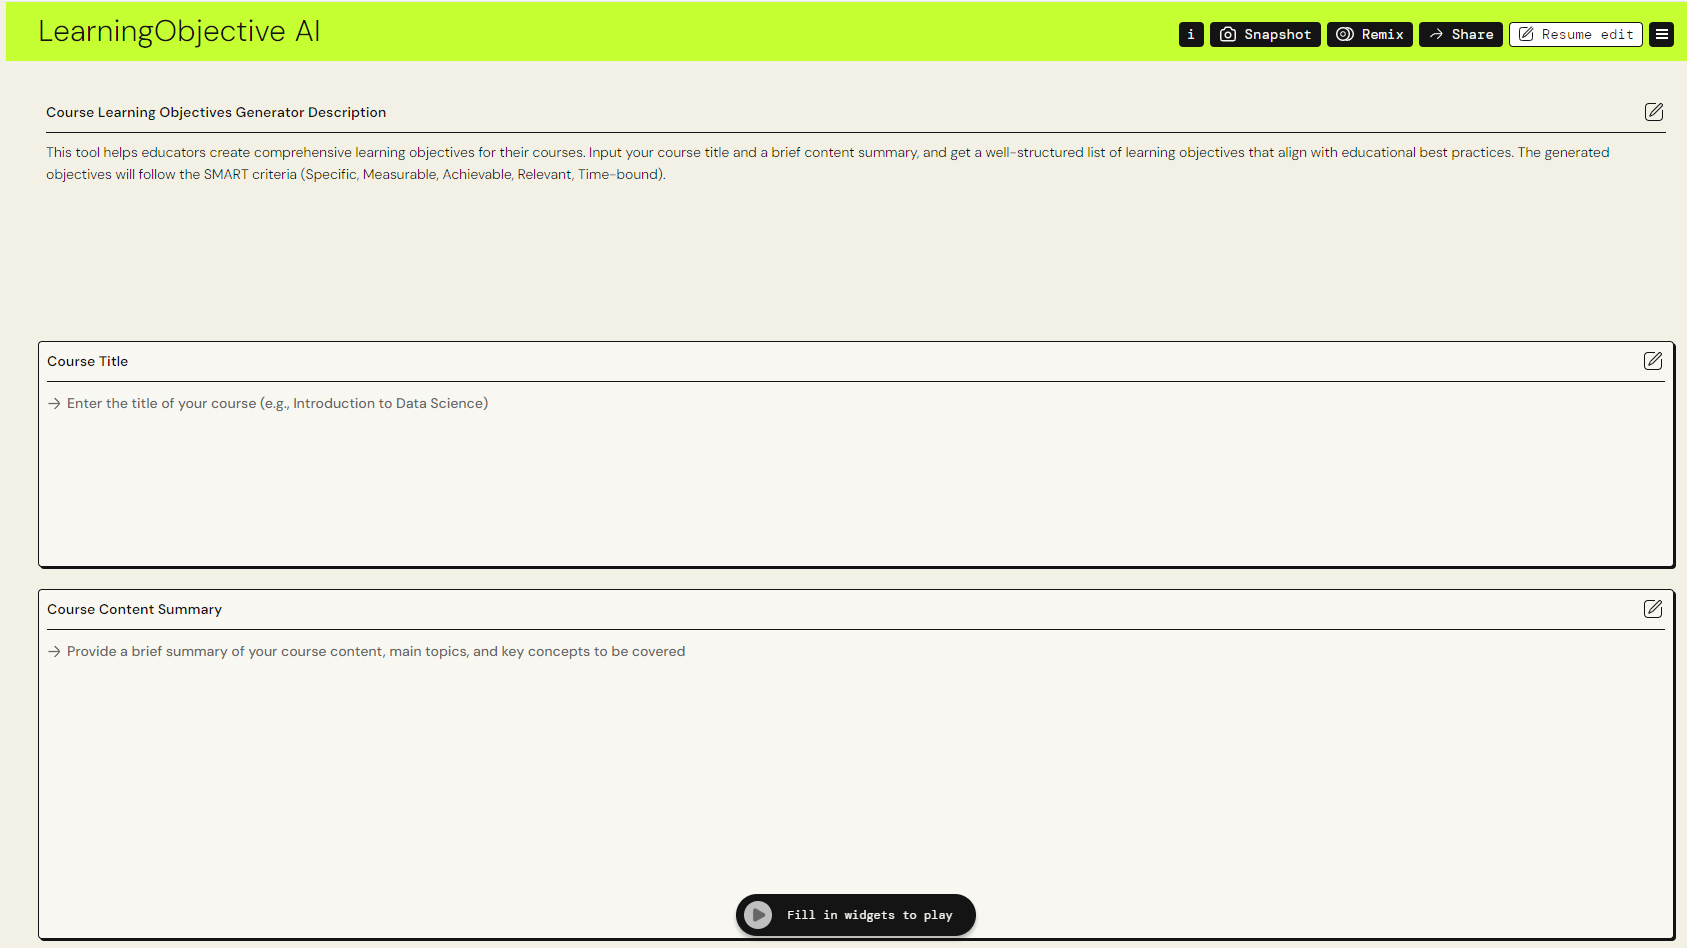 LearningObjective AI
i
Snapshot
Remix
Share
Resume edit
Course Learning Objectives Generator Description
This tool helps educators create comprehensive learning objectives for their courses. Input your course title and a brief content summary, and get a well-structured list of learning objectives that align with educational best practices. The generated
objectives will follow the SMART criteria (Specific, Measurable, Achievable, Relevant, Time-bound).
Course Title
→ Enter the title of your course (e.g., Introduction to Data Science)
Course Content Summary
→ Provide a brief summary of your course content, main topics, and key concepts to be covered
Fill in widgets to play